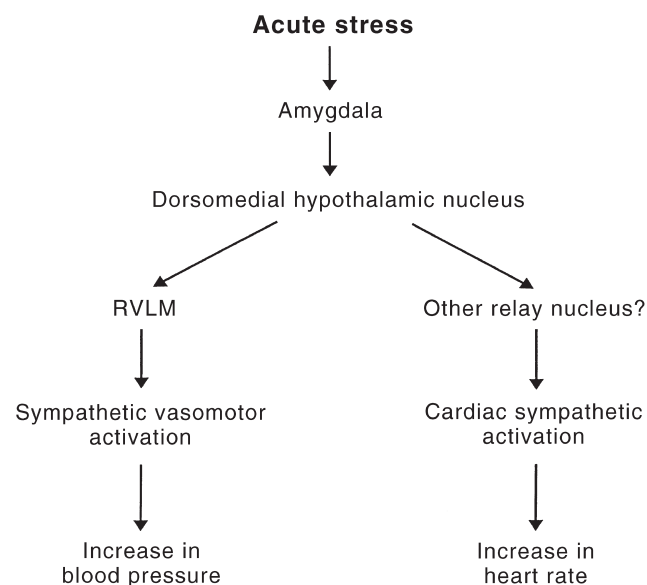 Acute stress
Amygdala
Dorsomedial hypothalamic nucleus
RVLM
Other relay nucleus?
Sympathetic vasomotor
activation
Cardiac sympathetic
activation
Increase in
blood pressure
Increase in
heart rate